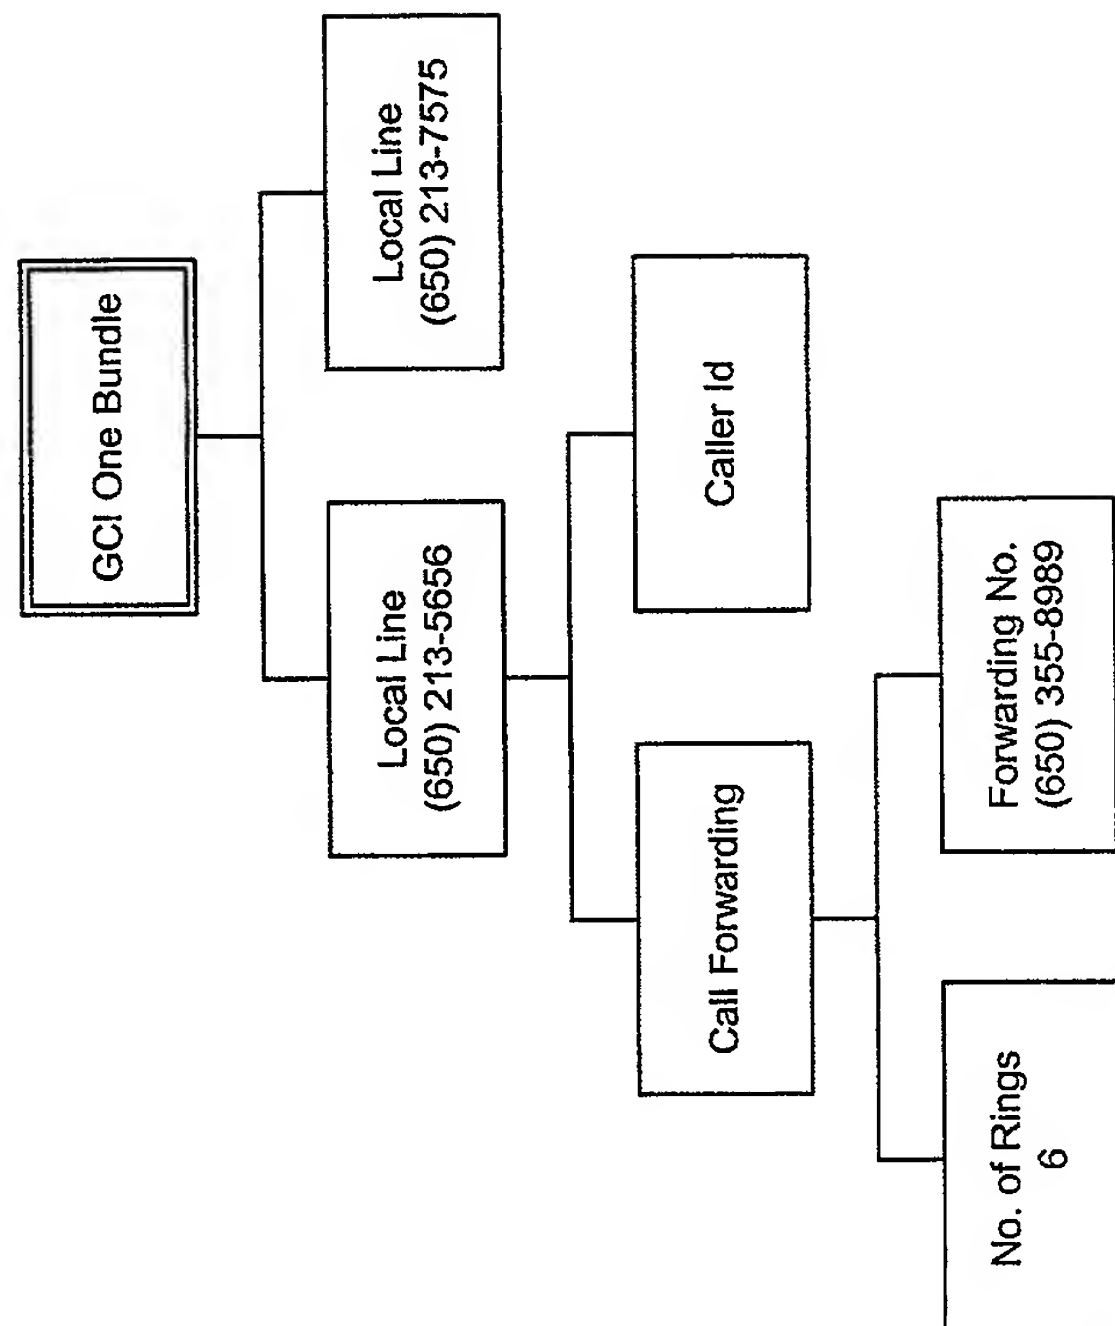 GCI One Bundle
Local Line
(650) 213-5656
Local Line
(650) 213-7575
Call Forwarding
Caller Id
No. of Rings
6
Forwarding No.
(650) 355-8989